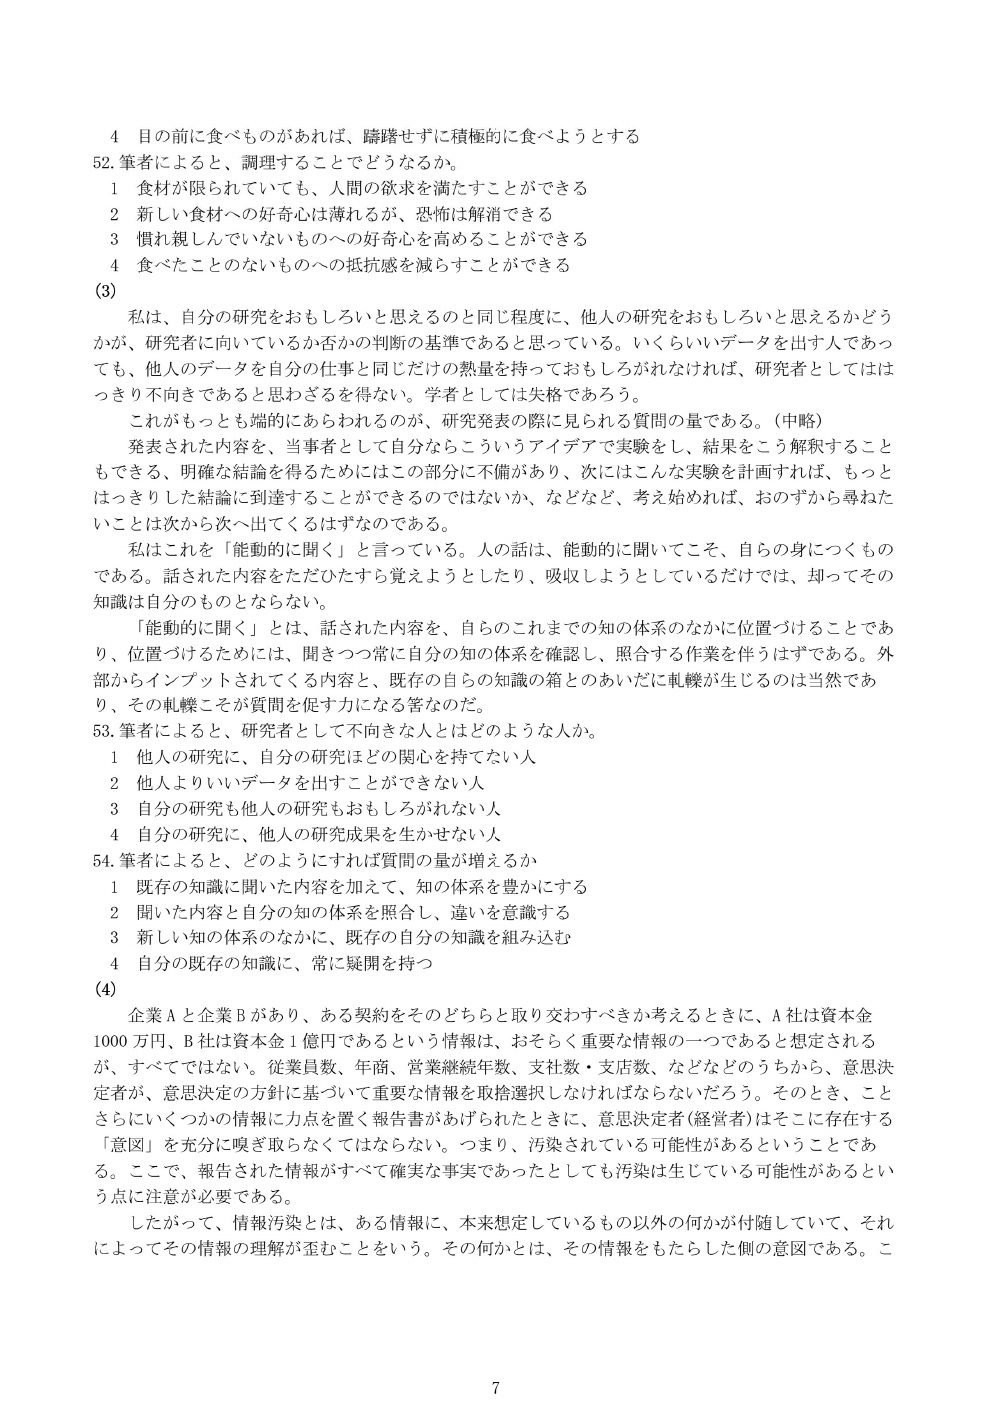 4 目の前に食べものがあれば、躊躇せずに積極的に食べようとする
52. 筆者によると、調理することでどうなるか。
1 食材が限られていても、人間の欲求を満たすことができる
2 新しい食材への好奇心は薄れるが、恐怖は解消できる
3 慣れ親しんでいないものへの好奇心を高めることができる
4 食べたことのないものへの抵抗感を減らすことができる
(3)
私は、自分の研究をおもしろいと思えるのと同じ程度に、他人の研究をおもしろいと思えるかどう
かが、研究者に向いているか否かの判断の基準であると思っている。いくらいいデータを出す人であっ
ても、他人のデータを自分の仕事と同じだけの熱量を持っておもしろがれなければ、研究者としてはは
っきり不向きであると思わざるを得ない。学者としては失格であろう。
これがもっとも端的にあらわれるのが、研究発表の際に見られる質問の量である。(中略)
発表された内容を、当事者として自分ならこういうアイデアで実験をし、結果をこう解釈すること
もできる、明確な結論を得るためにはこの部分に不備があり、次にはこんな実験を計画すれば、もっと
はっきりした結論に到達することができるのではないか、などなど、考え始めれば、おのずから尋ねた
いことは次から次へ出てくるはずなのである。
私はこれを「能動的に聞く」と言っている。人の話は、能動的に聞いてこそ、自らの身につくもの
である。話された内容をただひたすら覚えようとしたり、吸収しようとしているだけでは、却ってその
知識は自分のものとならない。
「能動的に聞く」とは、話された内容を、自らのこれまでの知の体系のなかに位置づけることであ
り、位置づけるためには、聞きつつ常に自分の知の体系を確認し、照合する作業を伴うはずである。外
部からインプットされてくる内容と、既存の自らの知識の箱とのあいだに軋轢が生じるのは当然であ
り、その軋轢こそが質問を促す力になる筈なのだ。
53. 筆者によると、研究者として不向きな人とはどのような人か。
1 他人の研究に、自分の研究ほどの関心を持てない人
2 他人よりいいデータを出すことができない人
3 自分の研究も他人の研究もおもしろがれない人
4 自分の研究に、他人の研究成果を生かせない人
54. 筆者によると、どのようにすれば質問の量が増えるか
1 既存の知識に聞いた内容を加えて、知の体系を豊かにする
2 聞いた内容と自分の知の体系を照合し、違いを意識する
3 新しい知の体系のなかに、既存の自分の知識を組み込む
4 自分の既存の知識に、常に疑開を持つ
(4)
企業 A と企業 B があり、ある契約をそのどちらと取り交わすべきか考えるときに、A 社は資本金
1000 万円、B 社は資本金 1 億円であるという情報は、おそらく重要な情報の一つであると想定される
が、すべてではない。従業員数、年商、営業継続年数、支社数・支店数、などなどのうちから、意思決
定者が、意思決定の方針に基づいて重要な情報を取捨選択しなければならないだろう。そのとき、こと
さらにいくつかの情報に力点を置く報告書があげられたときに、意思決定者(経営者)はそこに存在する
「意図」を充分に嗅ぎ取らなくてはならない。つまり、汚染されている可能性があるということであ
る。ここで、報告された情報がすべて確実な事実であったとしても汚染は生じている可能性があるとい
う点に注意が必要である。
したがって、情報汚染とは、ある情報に、本来想定しているもの以外の何かが付随していて、それ
によってその情報の理解が歪むことをいう。その何かとは、その情報をもたらした側の意図である。こ
7